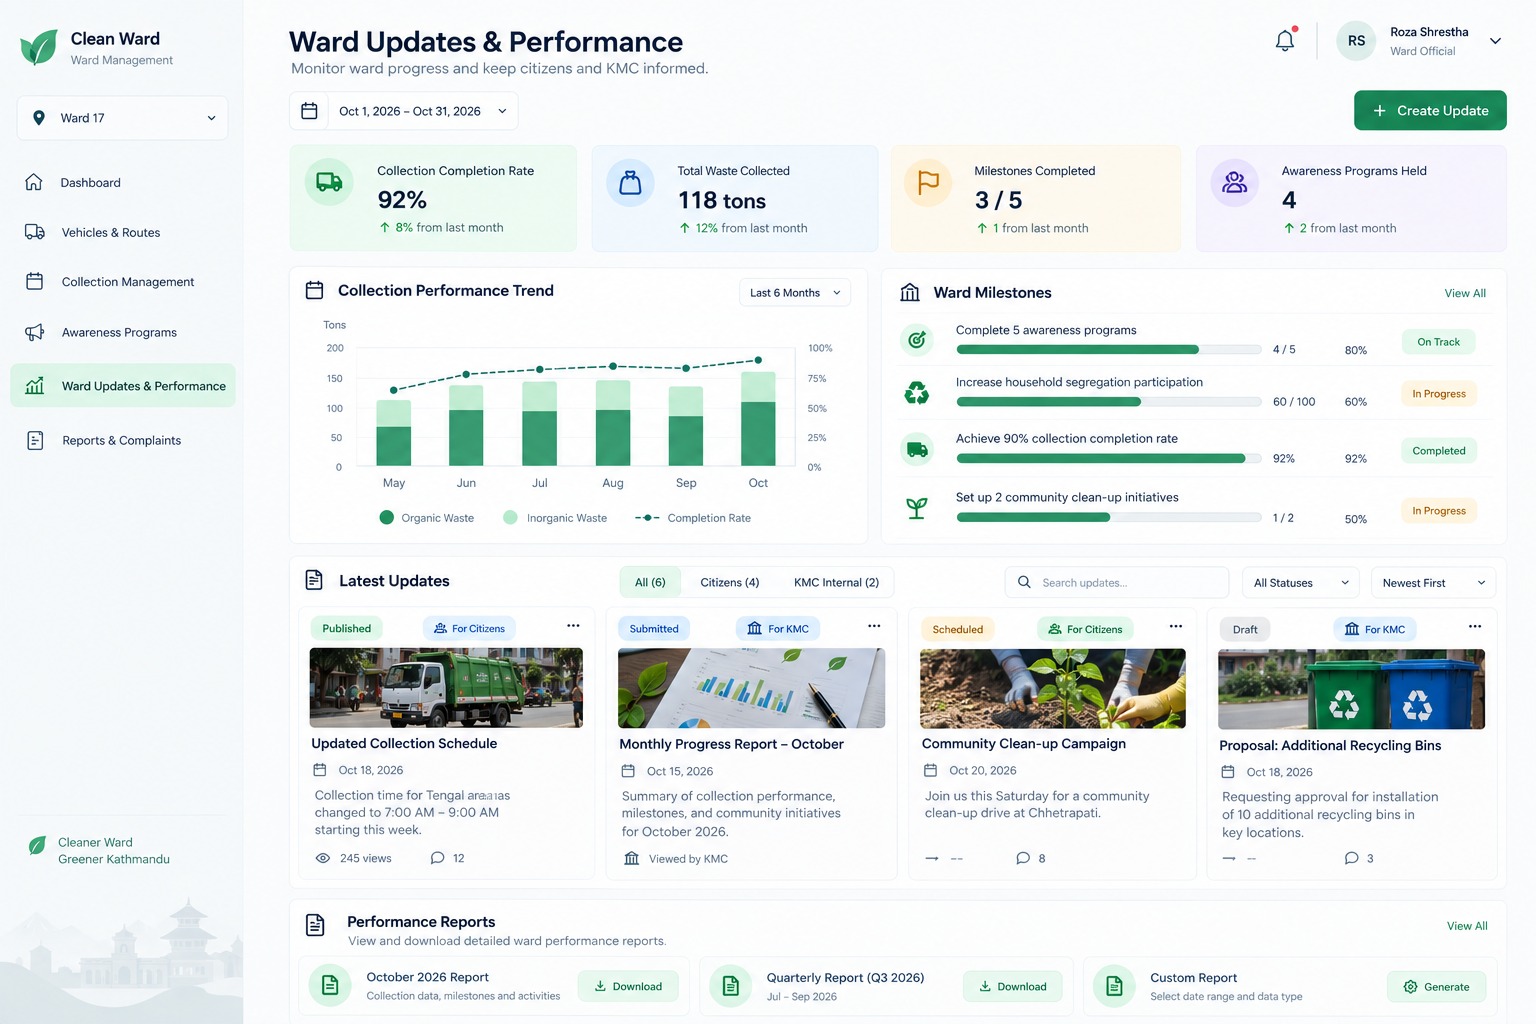 Clean Ward
Ward Management
Ward 17
Dashboard
Vehicles & Routes
Collection Management
Awareness Programs
Ward Updates & Performance
Reports & Complaints
Cleaner Ward
Greener Kathmandu
Ward Updates & Performance
Monitor ward progress and keep citizens and KMC informed.
RS
Roza Shrestha
Ward Official
Oct 1, 2026 – Oct 31, 2026
+ Create Update
Collection Completion Rate
92%
↑ 8% from last month
Total Waste Collected
118 tons
↑ 12% from last month
Milestones Completed
3 / 5
↑ 1 from last month
Awareness Programs Held
4
↑ 2 from last month
Collection Performance Trend
Last 6 Months
Tons
200
150
100
50
0
100%
75%
50%
25%
0%
May
Jun
Jul
Aug
Sep
Oct
Organic Waste
Inorganic Waste
Completion Rate
Ward Milestones
View All
Complete 5 awareness programs
4 / 5
80%
On Track
Increase household segregation participation
60 / 100
60%
In Progress
Achieve 90% collection completion rate
92%
92%
Completed
Set up 2 community clean-up initiatives
1 / 2
50%
In Progress
Latest Updates
All (6)
Citizens (4)
KMC Internal (2)
Search updates...
All Statuses
Newest First
Published
For Citizens
Updated Collection Schedule
Oct 18, 2026
Collection time for Tengal
changed to 7:00 AM – 9:00 AM
starting this week.
245 views
12
Submitted
For KMC
Monthly Progress Report – October
Oct 15, 2026
Summary of collection performance,
milestones, and community initiatives
for October 2026.
Viewed by KMC
Scheduled
For Citizens
Community Clean-up Campaign
Oct 20, 2026
Join us this Saturday for a community
clean-up drive at Chhetrapati.
--
8
Draft
For KMC
Proposal: Additional Recycling Bins
Oct 18, 2026
Requesting approval for installation
of 10 additional recycling bins in
key locations.
--
3
Performance Reports
View and download detailed ward performance reports.
View All
October 2026 Report
Collection data, milestones and activities
Download
Quarterly Report (Q3 2026)
Jul – Sep 2026
Download
Custom Report
Select date range and data type
Generate